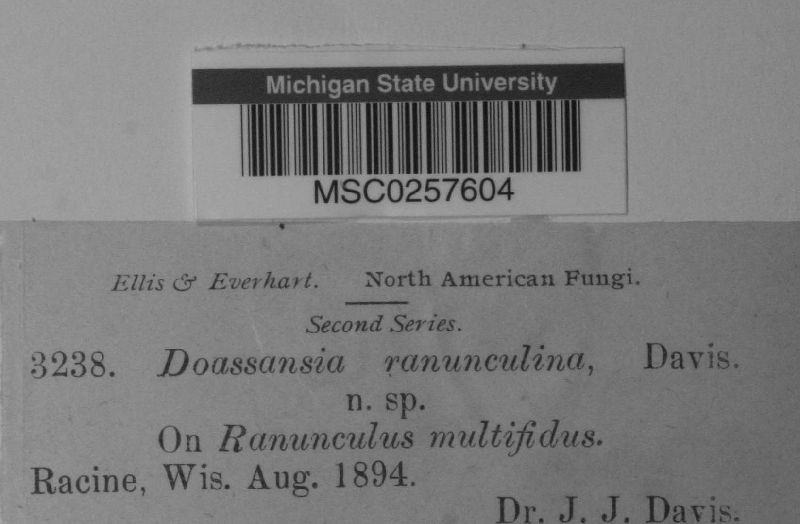 Michigan State University
MSC0257604
Ellis & Everhart. North American Fungi.
Second Series.
3238. Doassansia ranunculina, Davis.
n. sp.
On Ranunculus multifidus.
Racine, Wis. Aug. 1894.
Dr. J. J. Davis.